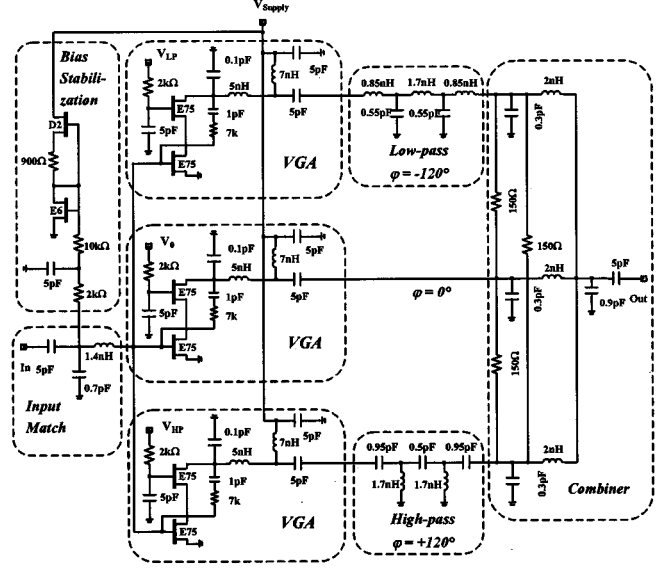 V_Supply
Bias
Stabili-
zation
D2
900Ω
E6
10kΩ
5pF
2kΩ
In
5pF
1.4nH
0.7pF
Input
Match
V_LP
2kΩ
E75
5pF
E75
0.1pF
5nH
1pF
7k
7nH
5pF
5pF
VGA
0.85nH
1.7nH
0.85nH
0.55pF
0.55pF
Low-pass
φ = -120°
V_0
2kΩ
E75
5pF
E75
0.1pF
5nH
1pF
7k
7nH
5pF
5pF
VGA
φ = 0°
V_HP
2kΩ
E75
5pF
E75
0.1pF
5nH
1pF
7k
7nH
5pF
5pF
VGA
0.95pF
0.5pF
0.95pF
1.7nH
1.7nH
High-pass
φ = +120°
2nH
0.3pF
150Ω
150Ω
2nH
0.3pF
5pF
0.9pF
Out
150Ω
2nH
0.3pF
Combiner